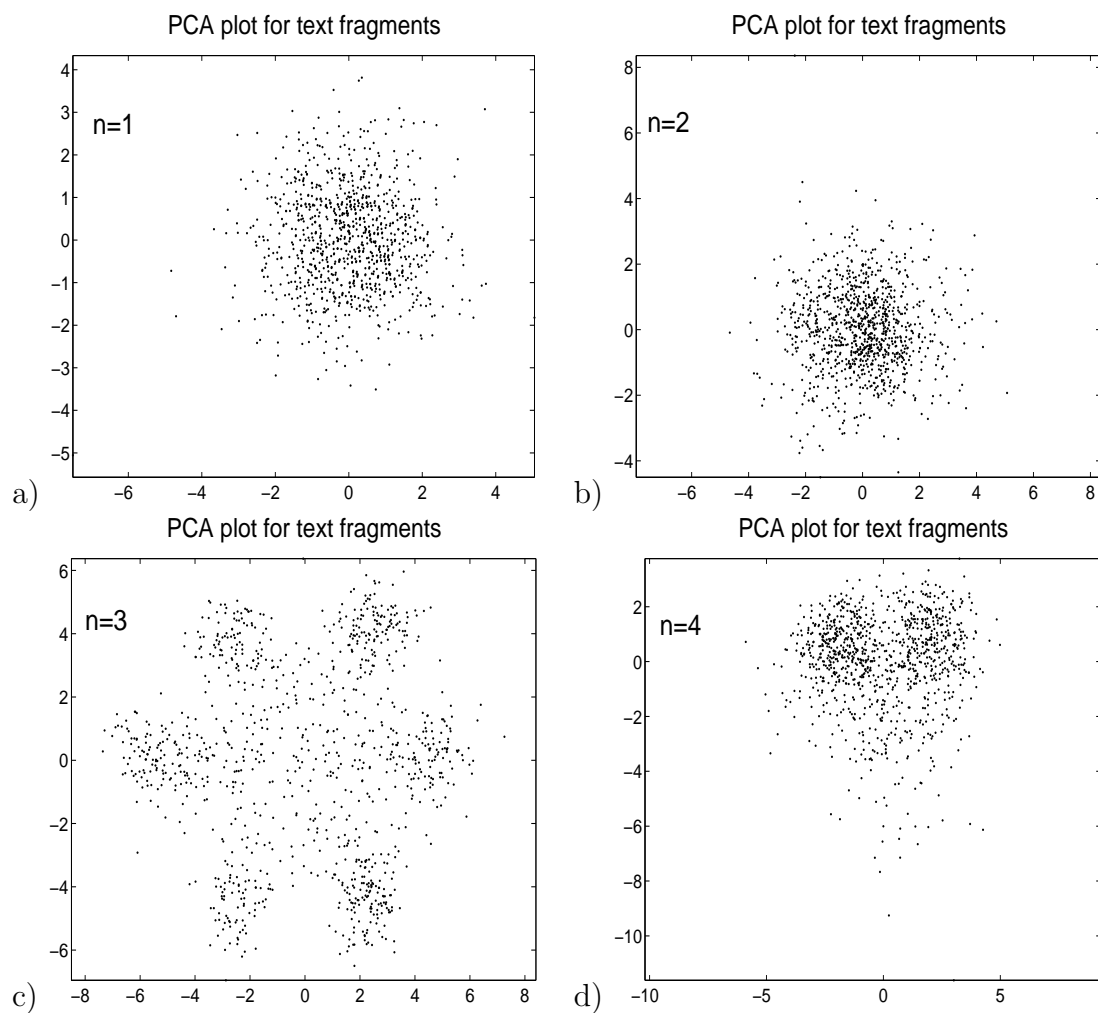 PCA plot for text fragments
n=1
4
3
2
1
0
−1
−2
−3
−4
−5
−6 −4 −2 0 2 4
a)
PCA plot for text fragments
n=2
8
6
4
2
0
−2
−4
−6 −4 −2 0 2 4 6 8
b)
PCA plot for text fragments
n=3
6
4
2
0
−2
−4
−6
−8 −6 −4 −2 0 2 4 6 8
c)
PCA plot for text fragments
n=4
2
0
−2
−4
−6
−8
−10
−10 −5 0 5
d)